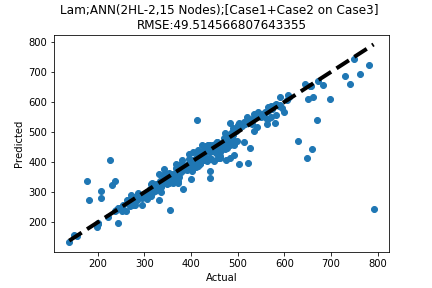 Lam;ANN(2HL-2,15 Nodes);[Case1+Case2 on Case3]
RMSE:49.514566807643355
800
700
600
500
400
300
200
Predicted
200 300 400 500 600 700 800
Actual